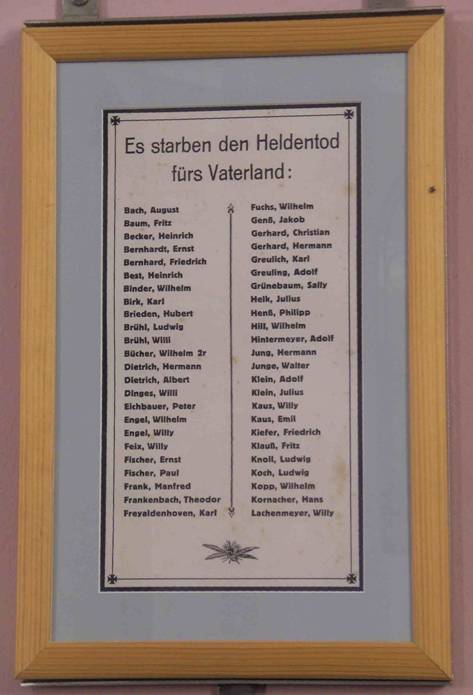 Es starben den Heldentod
fürs Vaterland:
Bach, August
Baum, Fritz
Becker, Heinrich
Bernhardt, Ernst
Bernhard, Friedrich
Best, Heinrich
Binder, Wilhelm
Birk, Karl
Brieden, Hubert
Brühl, Ludwig
Brühl, Willi
Bücher, Wilhelm 2r
Dietrich, Hermann
Dietrich, Albert
Dinges, Willi
Eichbauer, Peter
Engel, Wilhelm
Engel, Willy
Feix, Willy
Fischer, Ernst
Fischer, Paul
Frank, Manfred
Frankenbach, Theodor
Freyaldenhoven, Karl
Fuchs, Wilhelm
Genß, Jakob
Gerhard, Christian
Gerhard, Hermann
Greulich, Karl
Greuling, Adolf
Grünebaum, Sally
Helk, Julius
Henß, Philipp
Hill, Wilhelm
Hintermeyer, Adolf
Jung, Hermann
Junge, Walter
Klein, Adolf
Klein, Julius
Kaus, Willy
Kaus, Emil
Kiefer, Friedrich
Klauß, Fritz
Knoll, Ludwig
Koch, Ludwig
Kopp, Wilhelm
Kornacher, Hans
Lachenmeyer, Willy